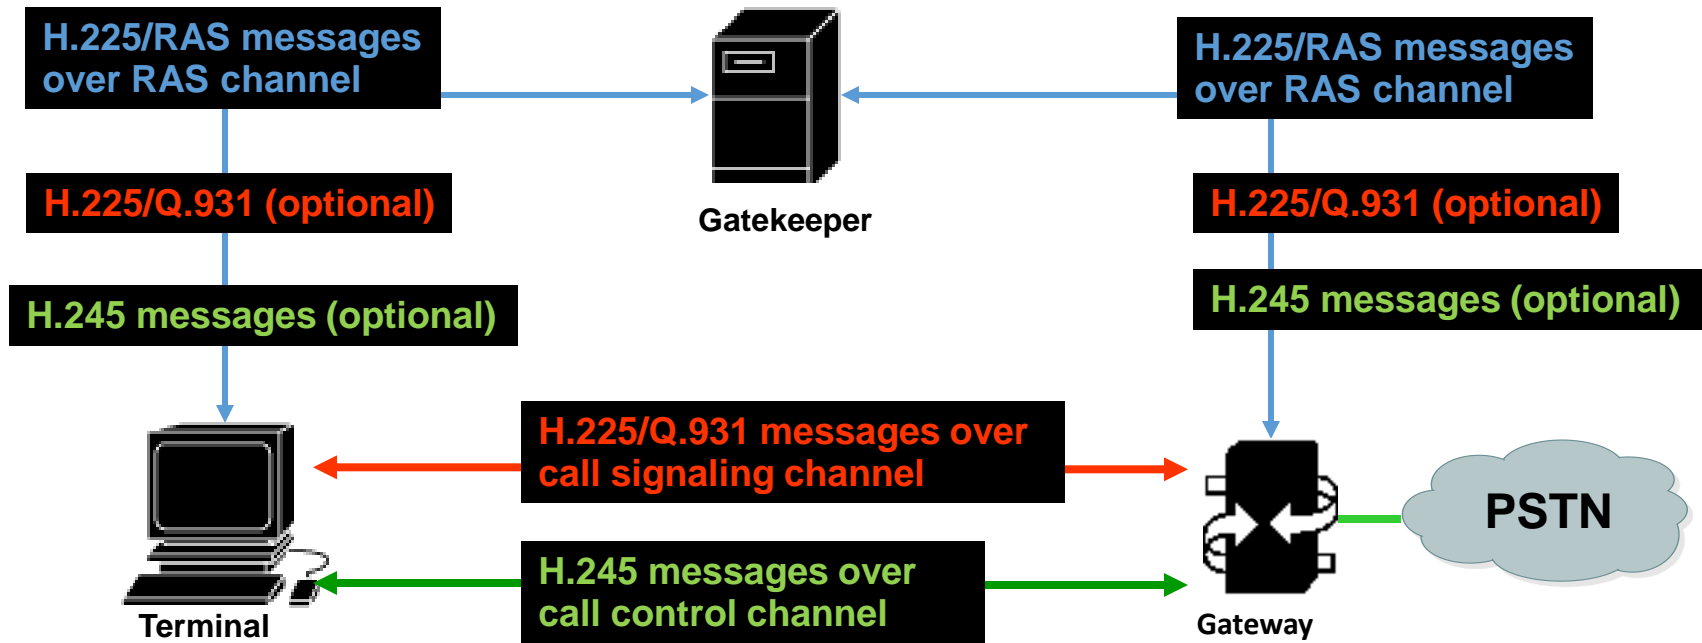 H.225/RAS messages
over RAS channel
H.225/RAS messages
over RAS channel
H.225/Q.931 (optional)
Gatekeeper
H.225/Q.931 (optional)
H.245 messages (optional)
H.245 messages (optional)
H.225/Q.931 messages over
call signaling channel
PSTN
H.245 messages over
call control channel
Terminal
Gateway